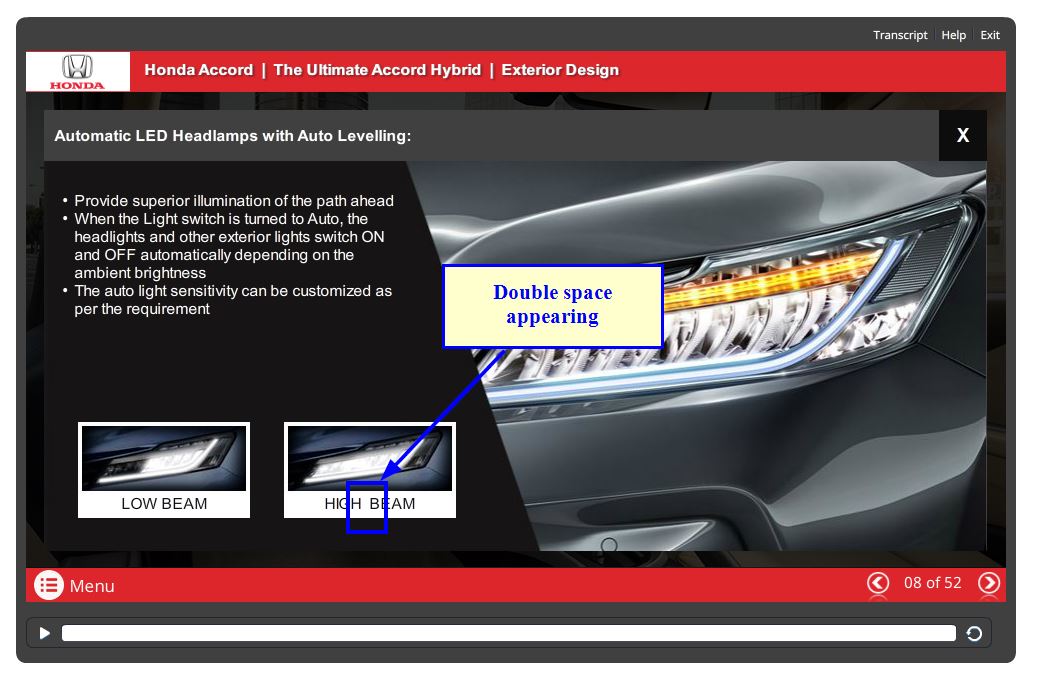 Transcript Help Exit
HONDA
Honda Accord | The Ultimate Accord Hybrid | Exterior Design
Automatic LED Headlamps with Auto Levelling:
X
• Provide superior illumination of the path ahead
• When the Light switch is turned to Auto, the
headlights and other exterior lights switch ON
and OFF automatically depending on the
ambient brightness
• The auto light sensitivity can be customized as
per the requirement
Double space
appearing
LOW BEAM
HIGH  BEAM
Menu
08 of 52